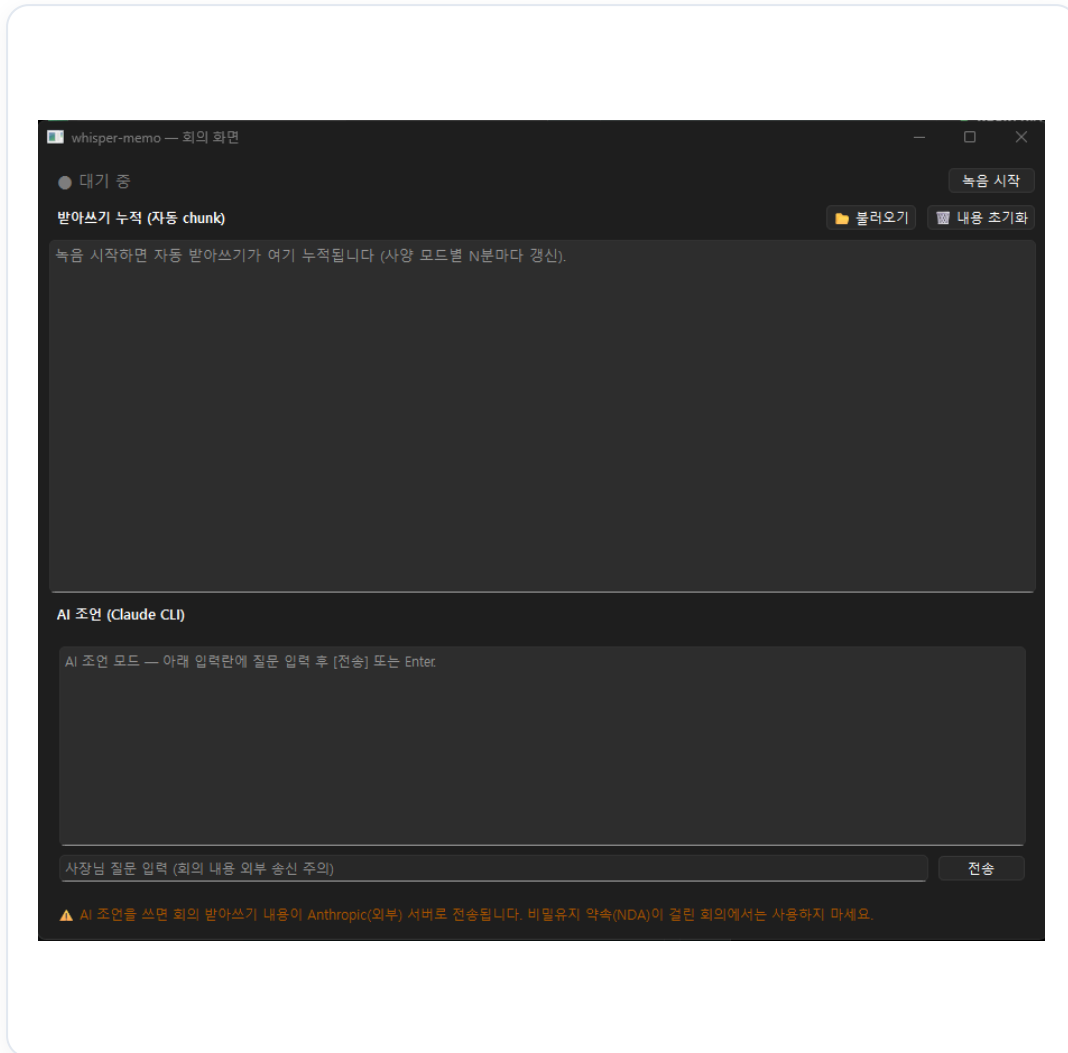 whisper-memo — 회의 화면
● 대기 중
녹음 시작
받아쓰기 누적 (자동 chunk)
불러오기
내용 초기화
녹음 시작하면 자동 받아쓰기가 여기 누적됩니다 (사양 모드별 N분마다 갱신).
AI 조언 (Claude CLI)
AI 조언 모드 — 아래 입력란에 질문 입력 후 [전송] 또는 Enter.
사장님 질문 입력 (회의 내용 외부 송신 주의)
전송
⚠ AI 조언을 쓰면 회의 받아쓰기 내용이 Anthropic(외부) 서버로 전송됩니다. 비밀유지 약속(NDA)이 걸린 회의에서는 사용하지 마세요.